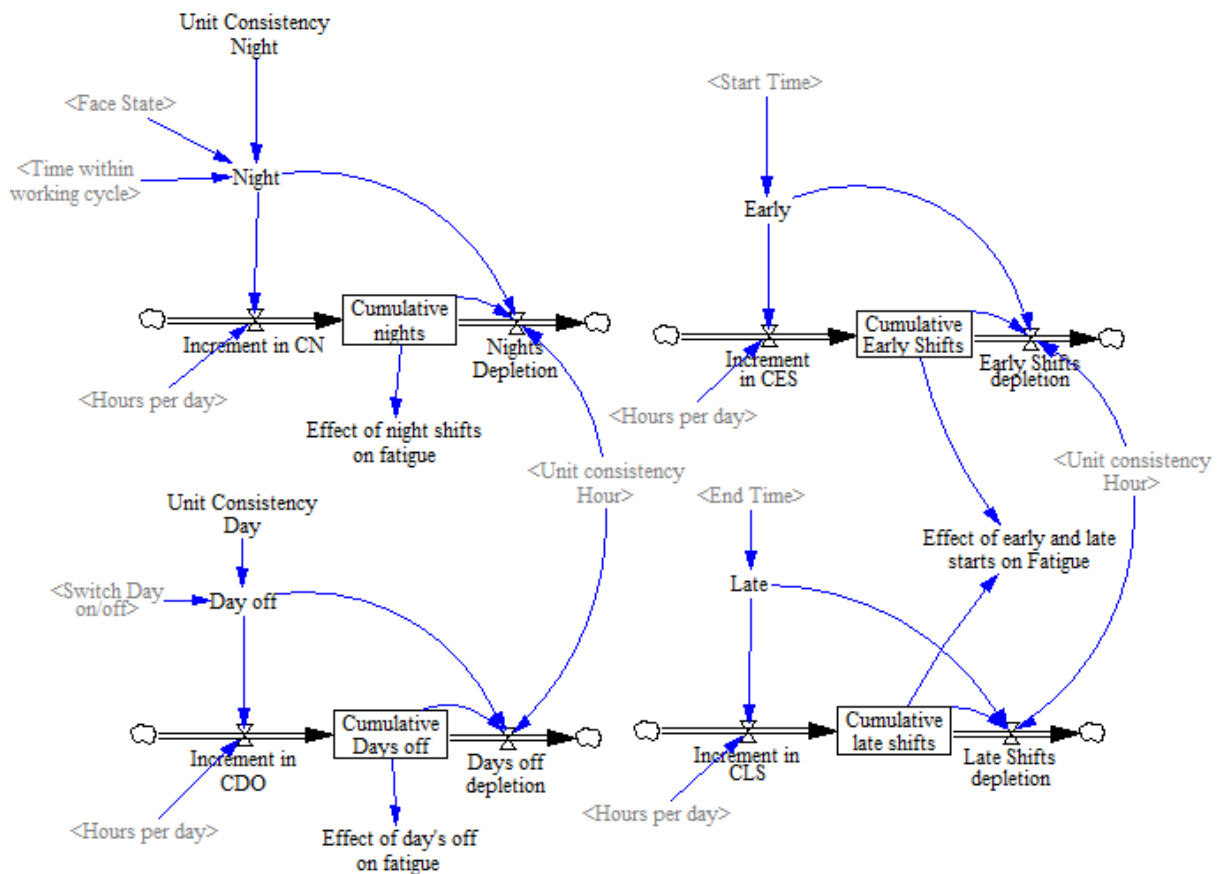 Unit Consistency
Night
<Face State>
<Time within
working cycle>
Night
Increment in CN
Cumulative
nights
Nights
Depletion
<Hours per day>
Effect of night shifts
on fatigue
<Unit consistency
Hour>
Unit Consistency
Day
<Switch Day
on/off>
Day off
Increment in
CDO
Cumulative
Days off
Days off
depletion
<Hours per day>
Effect of day's off
on fatigue
<Start Time>
Early
Increment
in CES
Cumulative
Early Shifts
Early Shifts
depletion
<Hours per day>
<Unit consistency
Hour>
<End Time>
Effect of early and late
starts on Fatigue
Late
Increment in
CLS
Cumulative
late shifts
Late Shifts
depletion
<Hours per day>